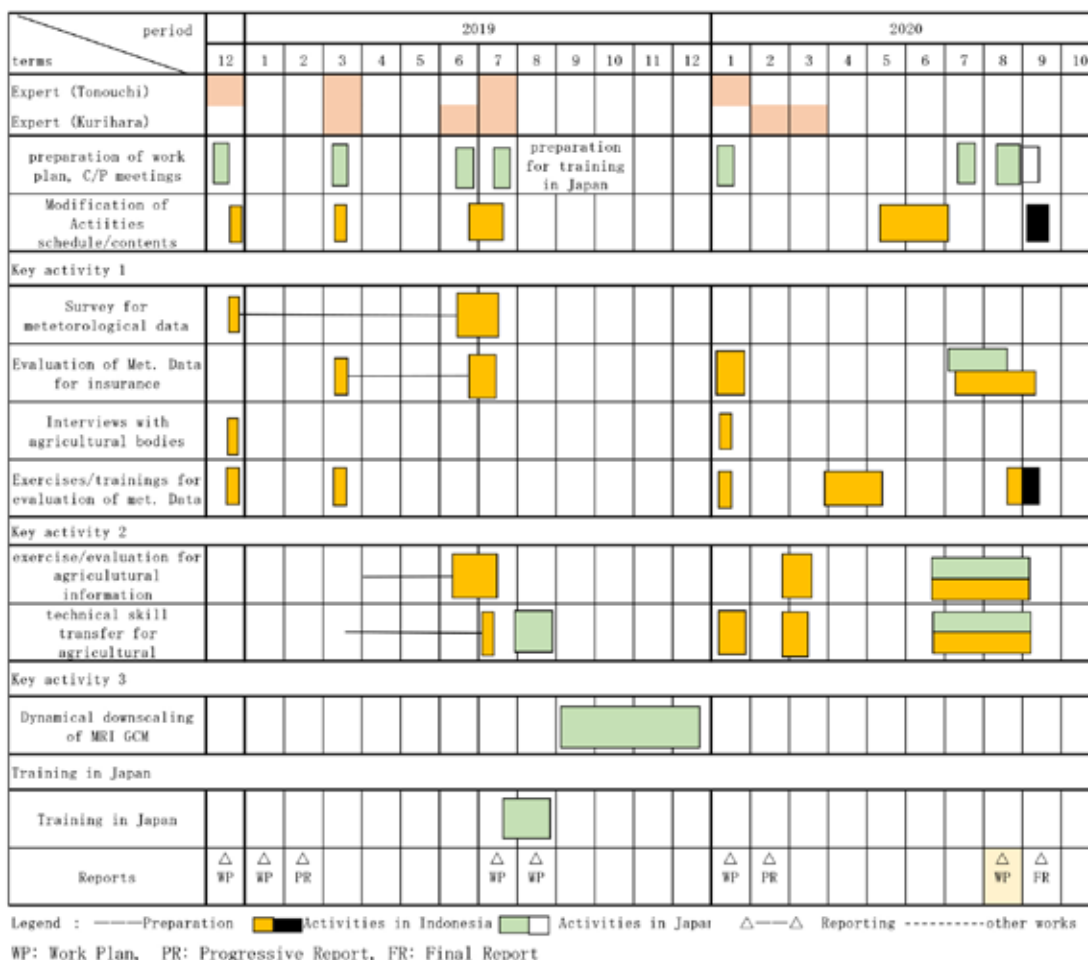 period
2019
2020
terms
12 1 2 3 4 5 6 7 8 9 10 11 12 1 2 3 4 5 6 7 8 9 10
Expert (Tonouchi)
Expert (Kurihara)
preparation of work
plan, C/P meetings
preparation
for training
in Japan
Modification of
Actiities
schedule/contents
Key activity 1
Survey for
metetorological data
Evaluation of Met. Data
for insurance
Interviews with
agricultural bodies
Exercises/trainings for
evaluation of met. Data
Key activity 2
exercise/evaluation for
agriculutural
information
technical skill
transfer for
agricultural
Key activity 3
Dynamical downscaling
of MRI GCM
Training in Japan
Training in Japan
Reports
△ △ △ △ △ △ △ △ △
WP WP PR WP WP WP PR WP FR
Legend : ———Preparation Activities in Indonesia Activities in Japan △——△ Reporting ----------other works
WP: Work Plan, PR: Progressive Report, FR: Final Report